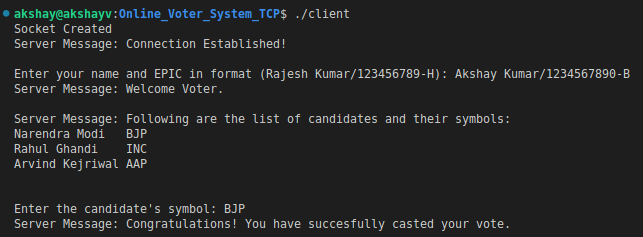 akshay@akshayv:Online_Voter_System_TCP$ ./client
Socket Created
Server Message: Connection Established!
Enter your name and EPIC in format (Rajesh Kumar/123456789-H): Akshay Kumar/1234567890-B
Server Message: Welcome Voter.
Server Message: Following are the list of candidates and their symbols:
Narendra Modi   BJP
Rahul Ghandi    INC
Arvind Kejriwal AAP
Enter the candidate's symbol: BJP
Server Message: Congratulations! You have succesfully casted your vote.